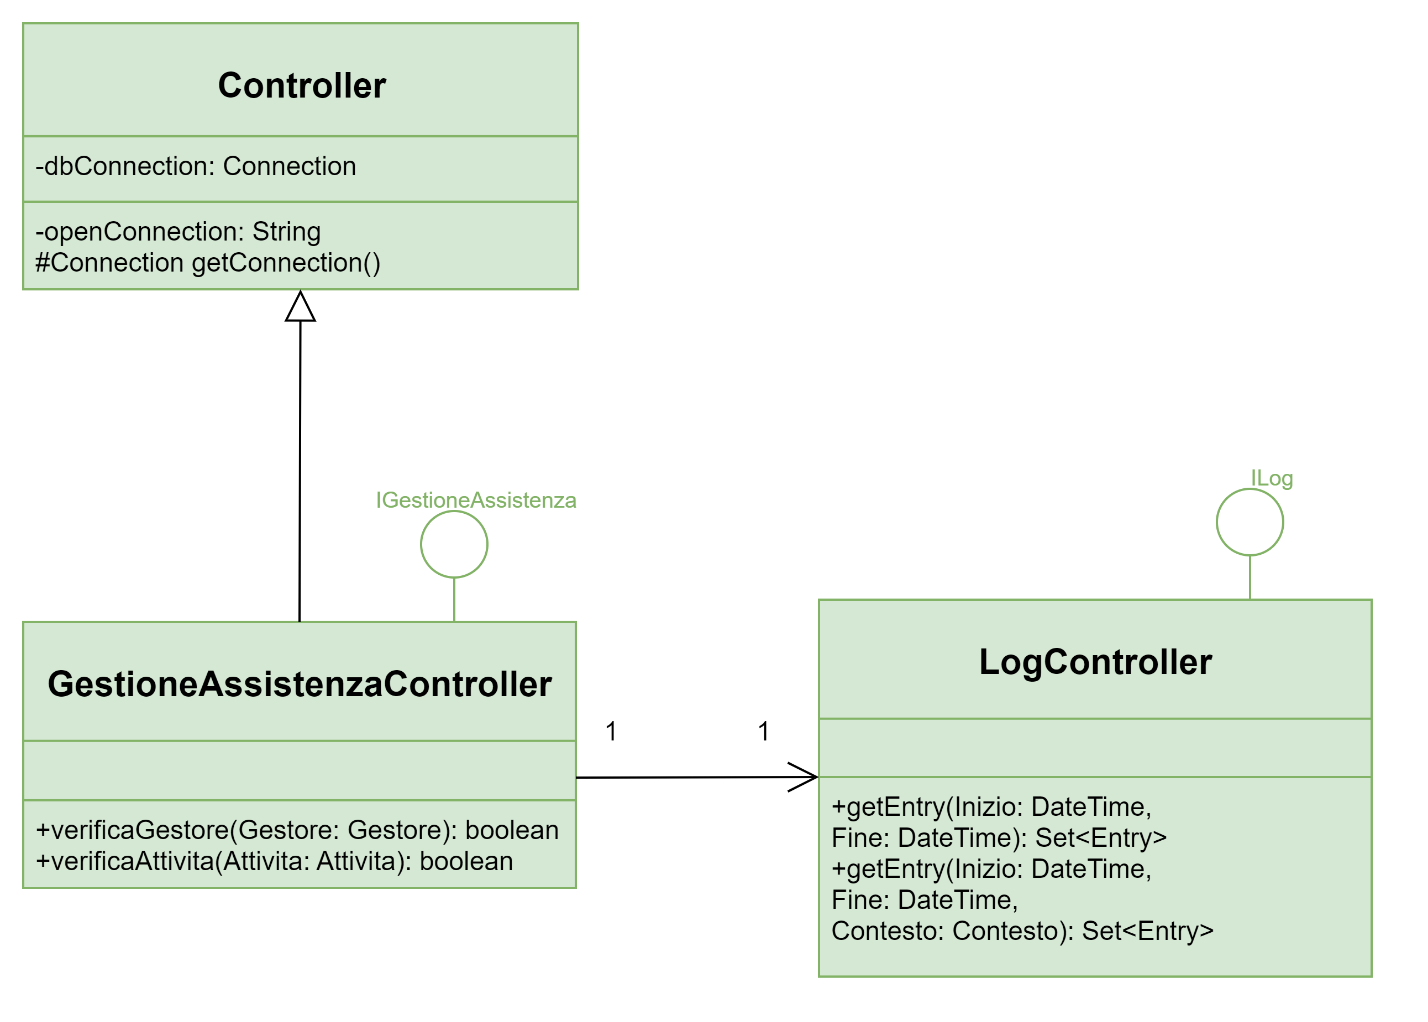 Controller
-dbConnection: Connection
-openConnection: String
#Connection getConnection()
IGestioneAssistenza
ILog
GestioneAssistenzaController
+verificaGestore(Gestore: Gestore): boolean
+verificaAttivita(Attivita: Attivita): boolean
1
1
LogController
+getEntry(Inizio: DateTime,
Fine: DateTime): Set<Entry>
+getEntry(Inizio: DateTime,
Fine: DateTime,
Contesto: Contesto): Set<Entry>